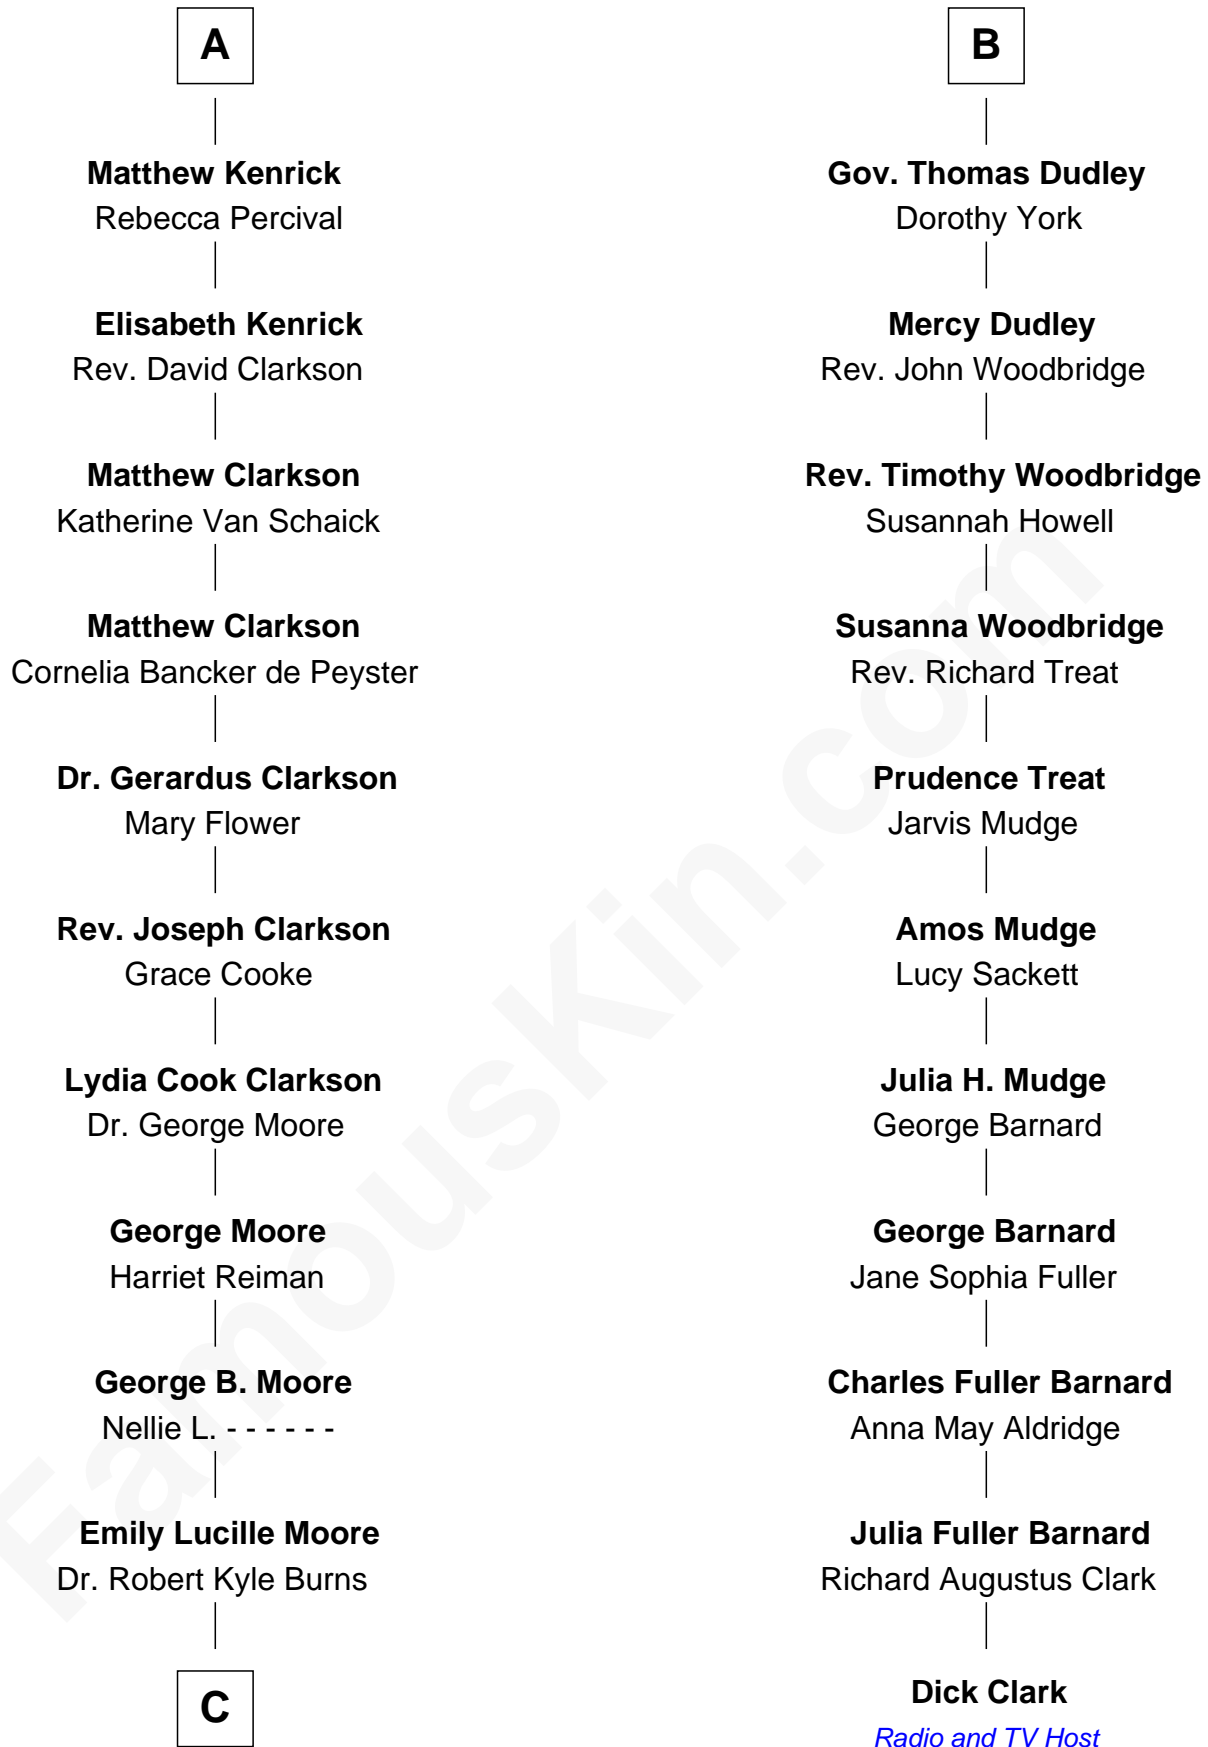 A
Matthew Kenrick
Rebecca Percival
Elisabeth Kenrick
Rev. David Clarkson
Matthew Clarkson
Katherine Van Schaick
Matthew Clarkson
Cornelia Bancker de Peyster
Dr. Gerardus Clarkson
Mary Flower
Rev. Joseph Clarkson
Grace Cooke
Lydia Cook Clarkson
Dr. George Moore
George Moore
Harriet Reiman
George B. Moore
Nellie L. - - - - - -
Emily Lucille Moore
Dr. Robert Kyle Burns
C
B
Gov. Thomas Dudley
Dorothy York
Mercy Dudley
Rev. John Woodbridge
Rev. Timothy Woodbridge
Susannah Howell
Susanna Woodbridge
Rev. Richard Treat
Prudence Treat
Jarvis Mudge
Amos Mudge
Lucy Sackett
Julia H. Mudge
George Barnard
George Barnard
Jane Sophia Fuller
Charles Fuller Barnard
Anna May Aldridge
Julia Fuller Barnard
Richard Augustus Clark
Dick Clark
Radio and TV Host
FamousKin.com